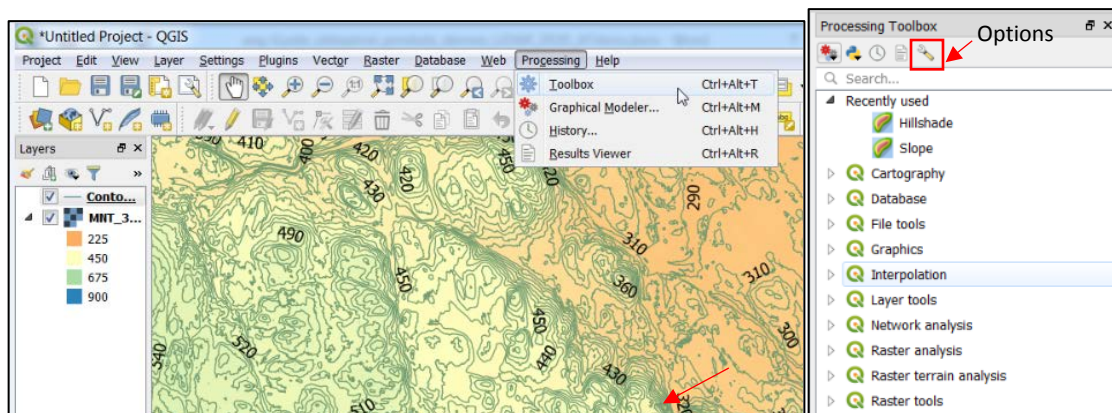 *Untitled Project - QGIS
Project Edit View Layer Settings Plugins Vector Raster Database Web Processing Help
Toolbox Ctrl+Alt+T
Graphical Modeler... Ctrl+Alt+M
History... Ctrl+Alt+H
Results Viewer Ctrl+Alt+R
Layers
Conto...
MNT_3...
225
450
675
900
410
400
420
430
420
450
320
290
490
310
450
360
310
300
450
440
520
540
430
320
510
Processing Toolbox
Options
Search...
Recently used
Hillshade
Slope
Cartography
Database
File tools
Graphics
Interpolation
Layer tools
Network analysis
Raster analysis
Raster terrain analysis
Raster tools